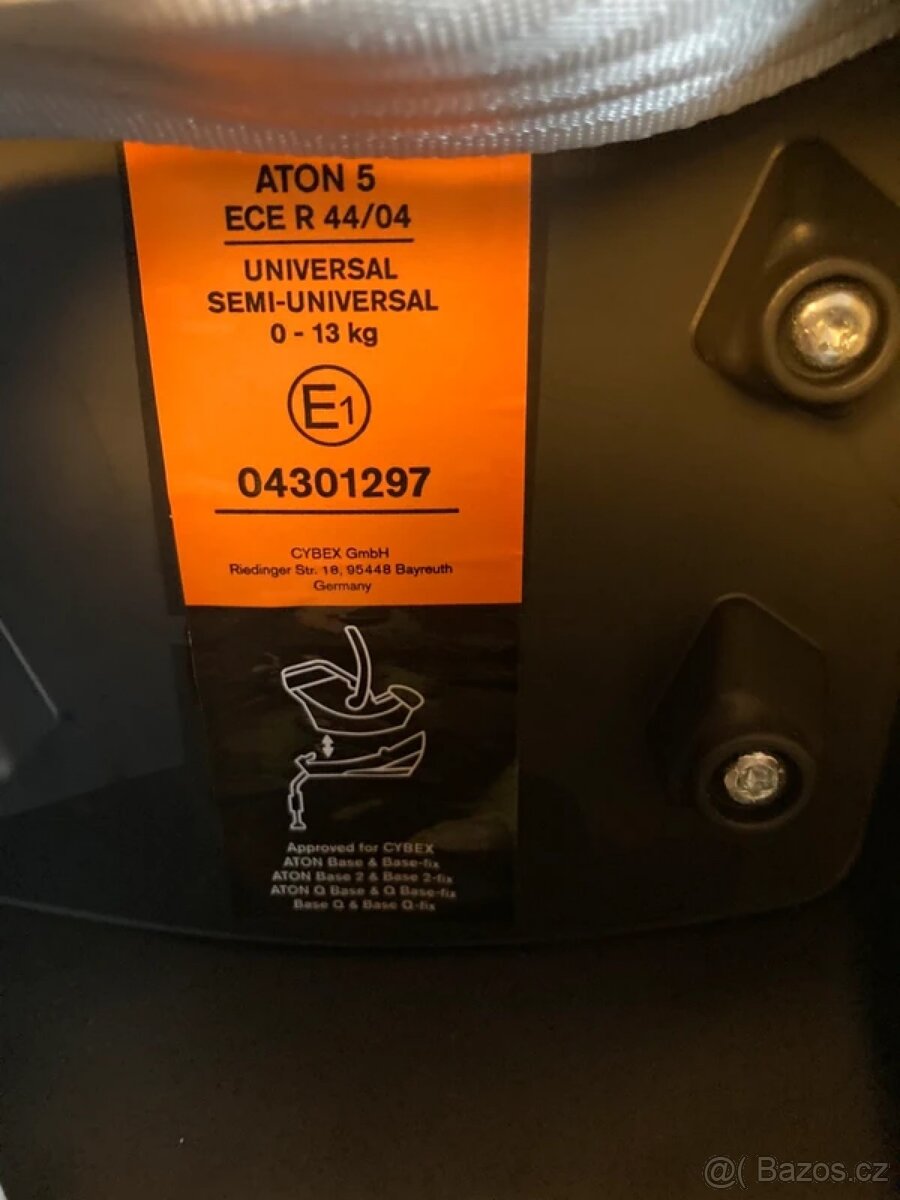 ATON 5
ECE R 44/04
UNIVERSAL
SEMI-UNIVERSAL
0 - 13 kg
E1
04301297
CYBEX GmbH
Riedinger Str. 18, 95448 Bayreuth
Germany
Approved for CYBEX
ATON Base & Base-fix
ATON Base 2 & Base 2-fix
ATON Q Base & Q Base-fix
Base Q & Base Q-fix
@( Bazos.cz